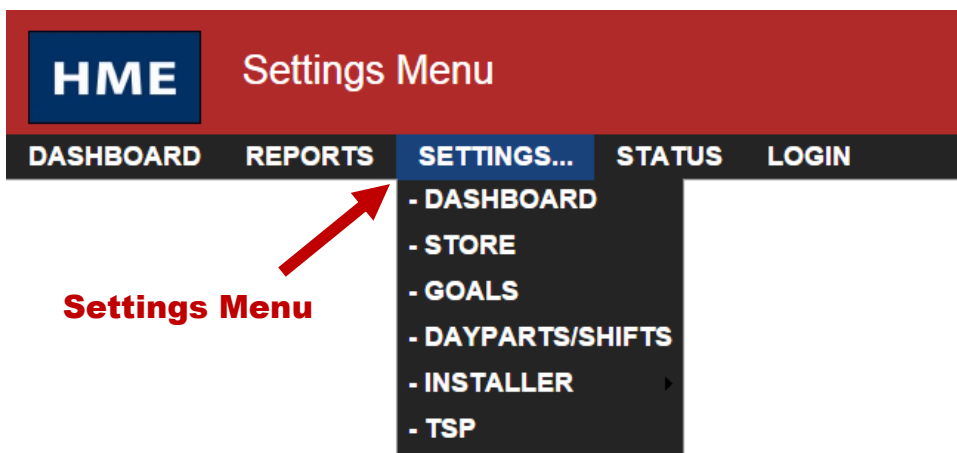 HME Settings Menu
DASHBOARD REPORTS SETTINGS... STATUS LOGIN
- DASHBOARD
- STORE
- GOALS
- DAYPARTS/SHIFTS
- INSTALLER
- TSP
Settings Menu